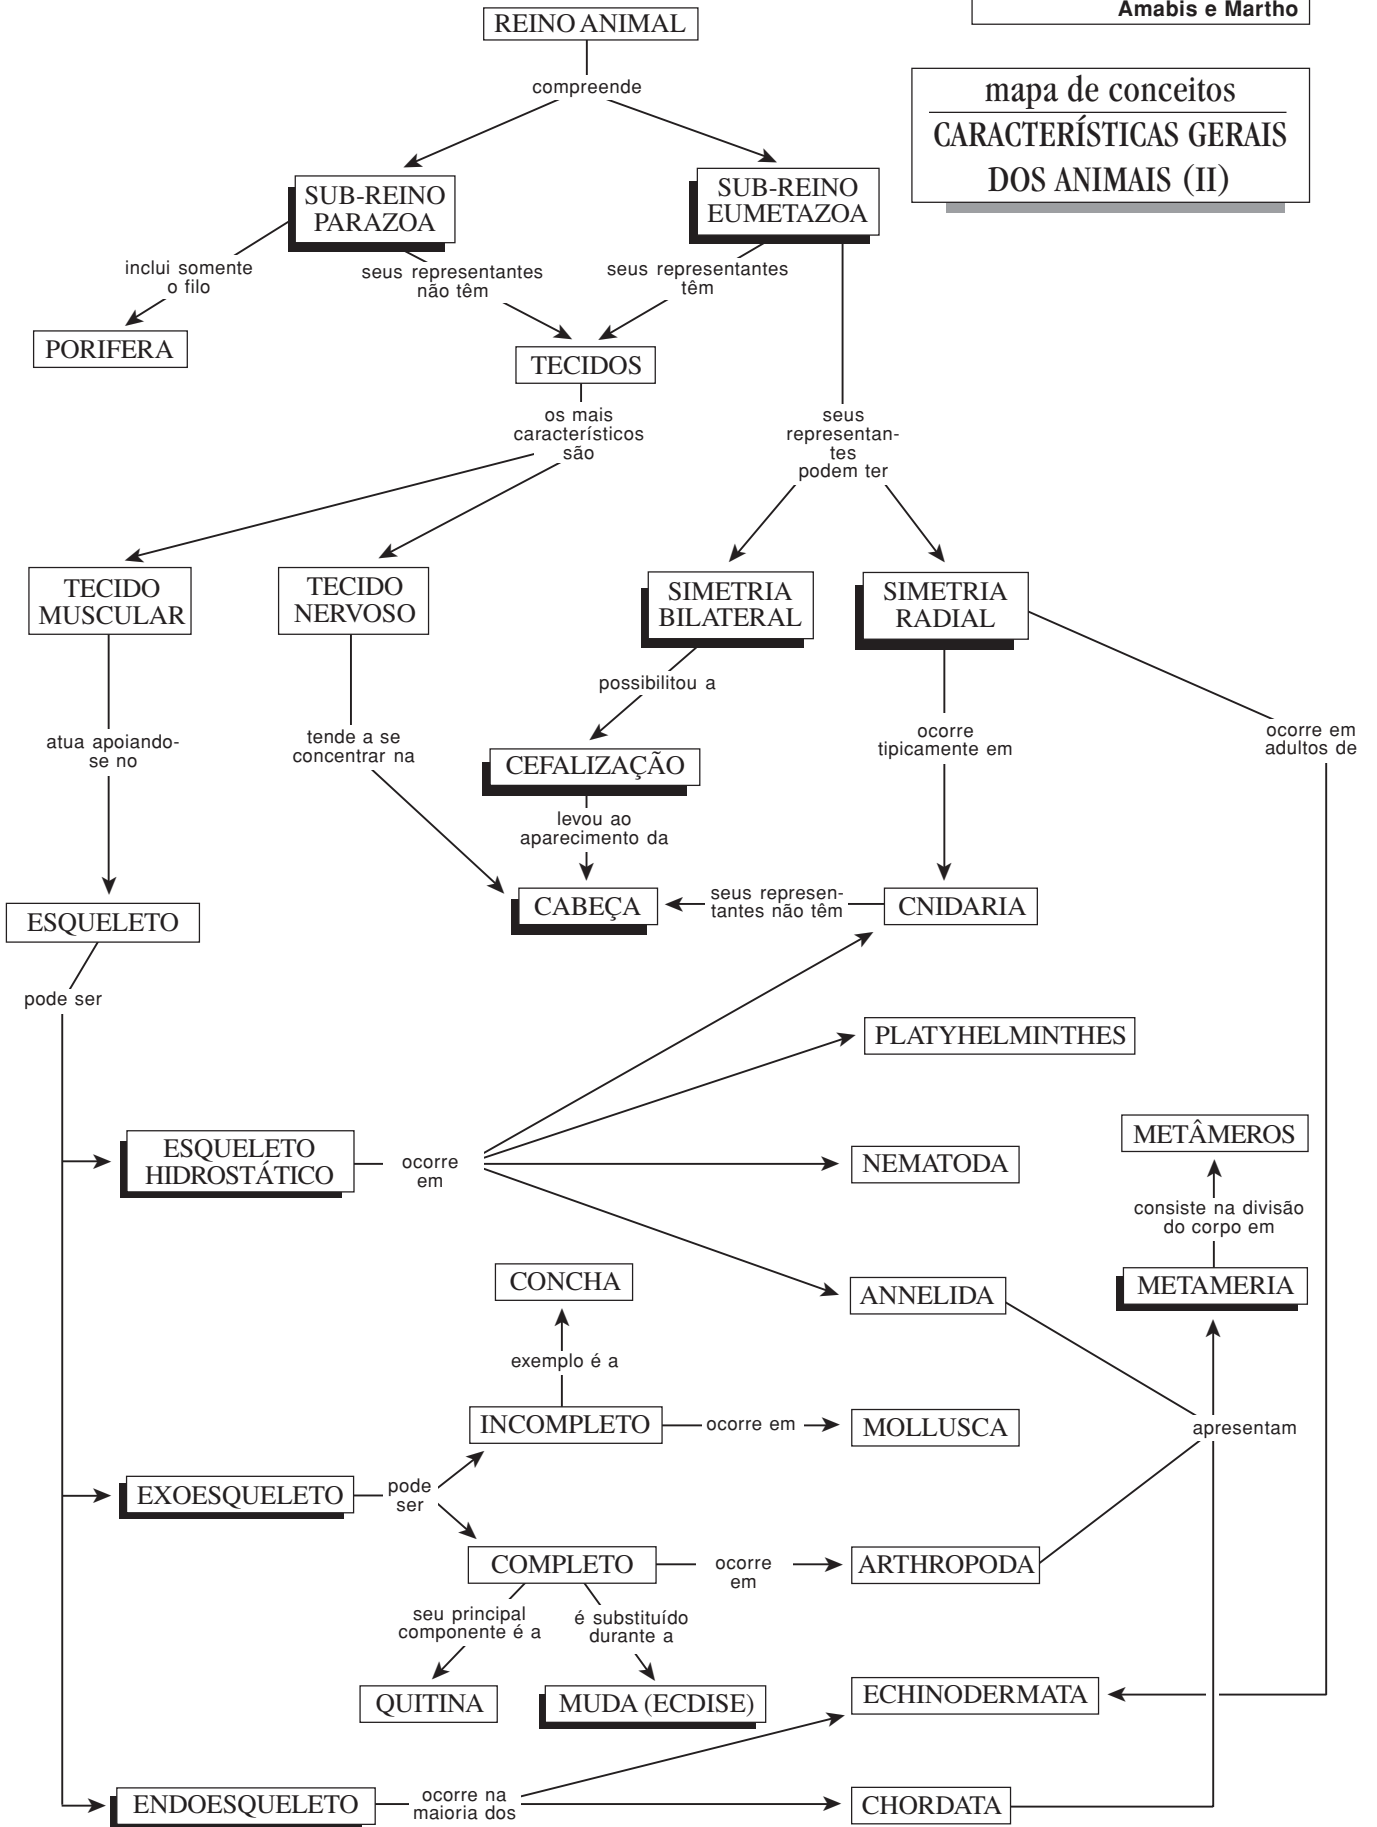 Amabis e Martho
mapa de conceitos
CARACTERÍSTICAS GERAIS
DOS ANIMAIS (II)
REINO ANIMAL
compreende
SUB-REINO
PARAZOA
SUB-REINO
EUMETAZOA
inclui somente
o filo
seus representantes
não têm
seus representantes
têm
PORIFERA
TECIDOS
os mais
característicos
são
seus
representan-
tes
podem ter
TECIDO
MUSCULAR
TECIDO
NERVOSO
SIMETRIA
BILATERAL
SIMETRIA
RADIAL
possibilitou a
atua apoiando-
se no
tende a se
concentrar na
CEFALIZAÇÃO
ocorre
tipicamente em
ocorre em
adultos de
levou ao
aparecimento da
ESQUELETO
CABEÇA
seus represen-
tantes não têm
CNIDARIA
pode ser
PLATYHELMINTHES
ESQUELETO
HIDROSTÁTICO
ocorre
em
NEMATODA
METÂMEROS
consiste na divisão
do corpo em
CONCHA
ANNELIDA
METAMERIA
exemplo é a
INCOMPLETO
ocorre em
MOLLUSCA
apresentam
EXOESQUELETO
pode
ser
COMPLETO
ocorre
em
ARTHROPODA
seu principal
componente é a
é substituído
durante a
QUITINA
MUDA (ECDISE)
ECHINODERMATA
ENDOESQUELETO
ocorre na
maioria dos
CHORDATA